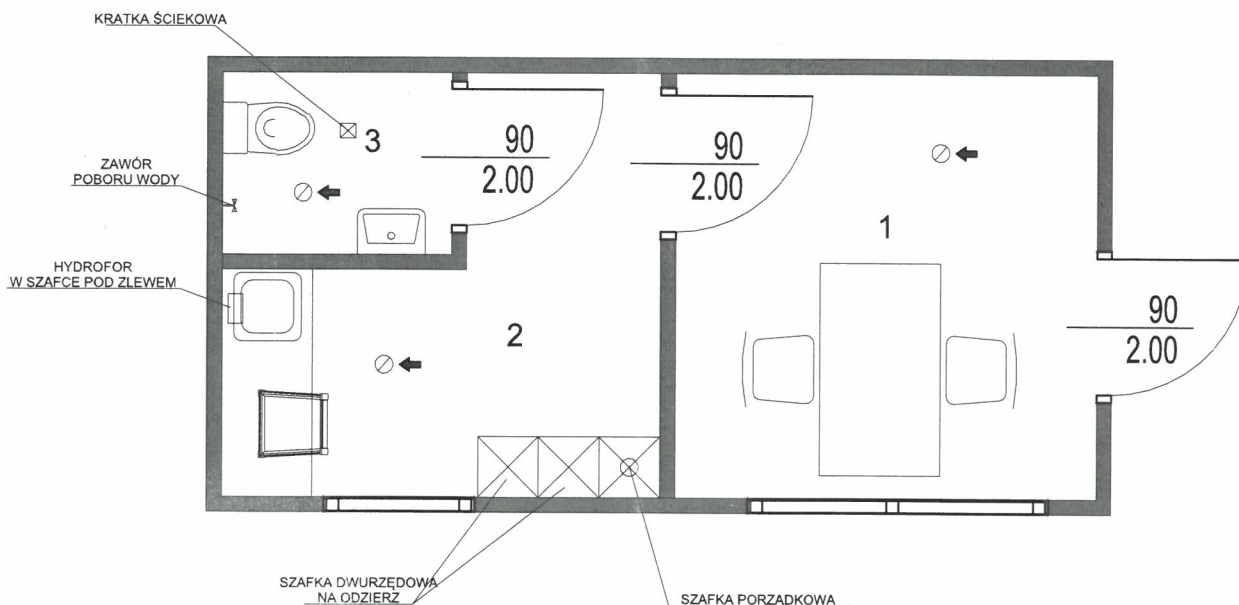 KRATKA ŚCIEKOWA
3
90
2.00
90
2.00
ZAWÓR
POBORU WODY
1
HYDROFOR
W SZAFCE POD ZLEWEM
2
90
2.00
SZAFKA DWURZĘDOWA
NA ODZIERZ
SZAFKA PORZADKOWA